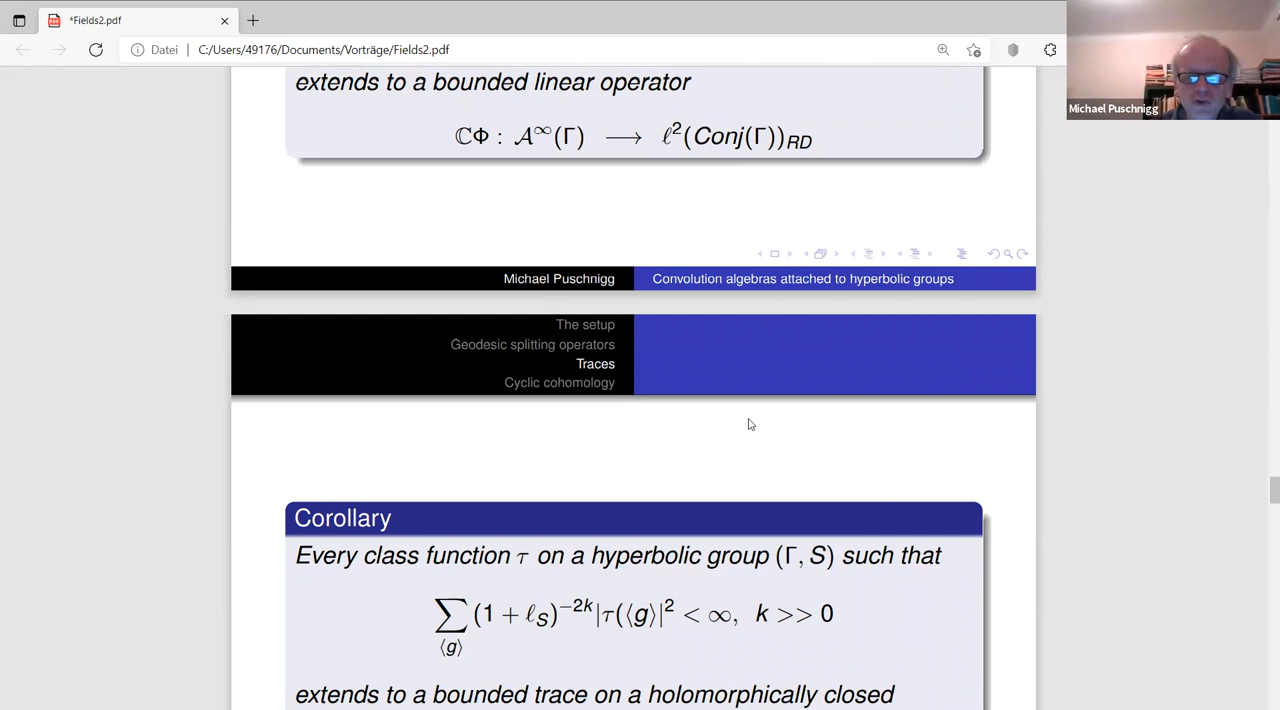 *Fields2.pdf
Datei
C:/Users/49176/Documents/Vorträge/Fields2.pdf
Michael Puschnigg
extends to a bounded linear operator
ℂΦ : 𝒜^∞(Γ) ⟶ ℓ²(Conj(Γ))_RD
Michael Puschnigg
Convolution algebras attached to hyperbolic groups
The setup
Geodesic splitting operators
Traces
Cyclic cohomology
Corollary
Every class function τ on a hyperbolic group (Γ, S) such that
∑_⟨g⟩ (1 + ℓ_S)^{-2k} |τ(⟨g⟩|² < ∞, k >> 0
extends to a bounded trace on a holomorphically closed